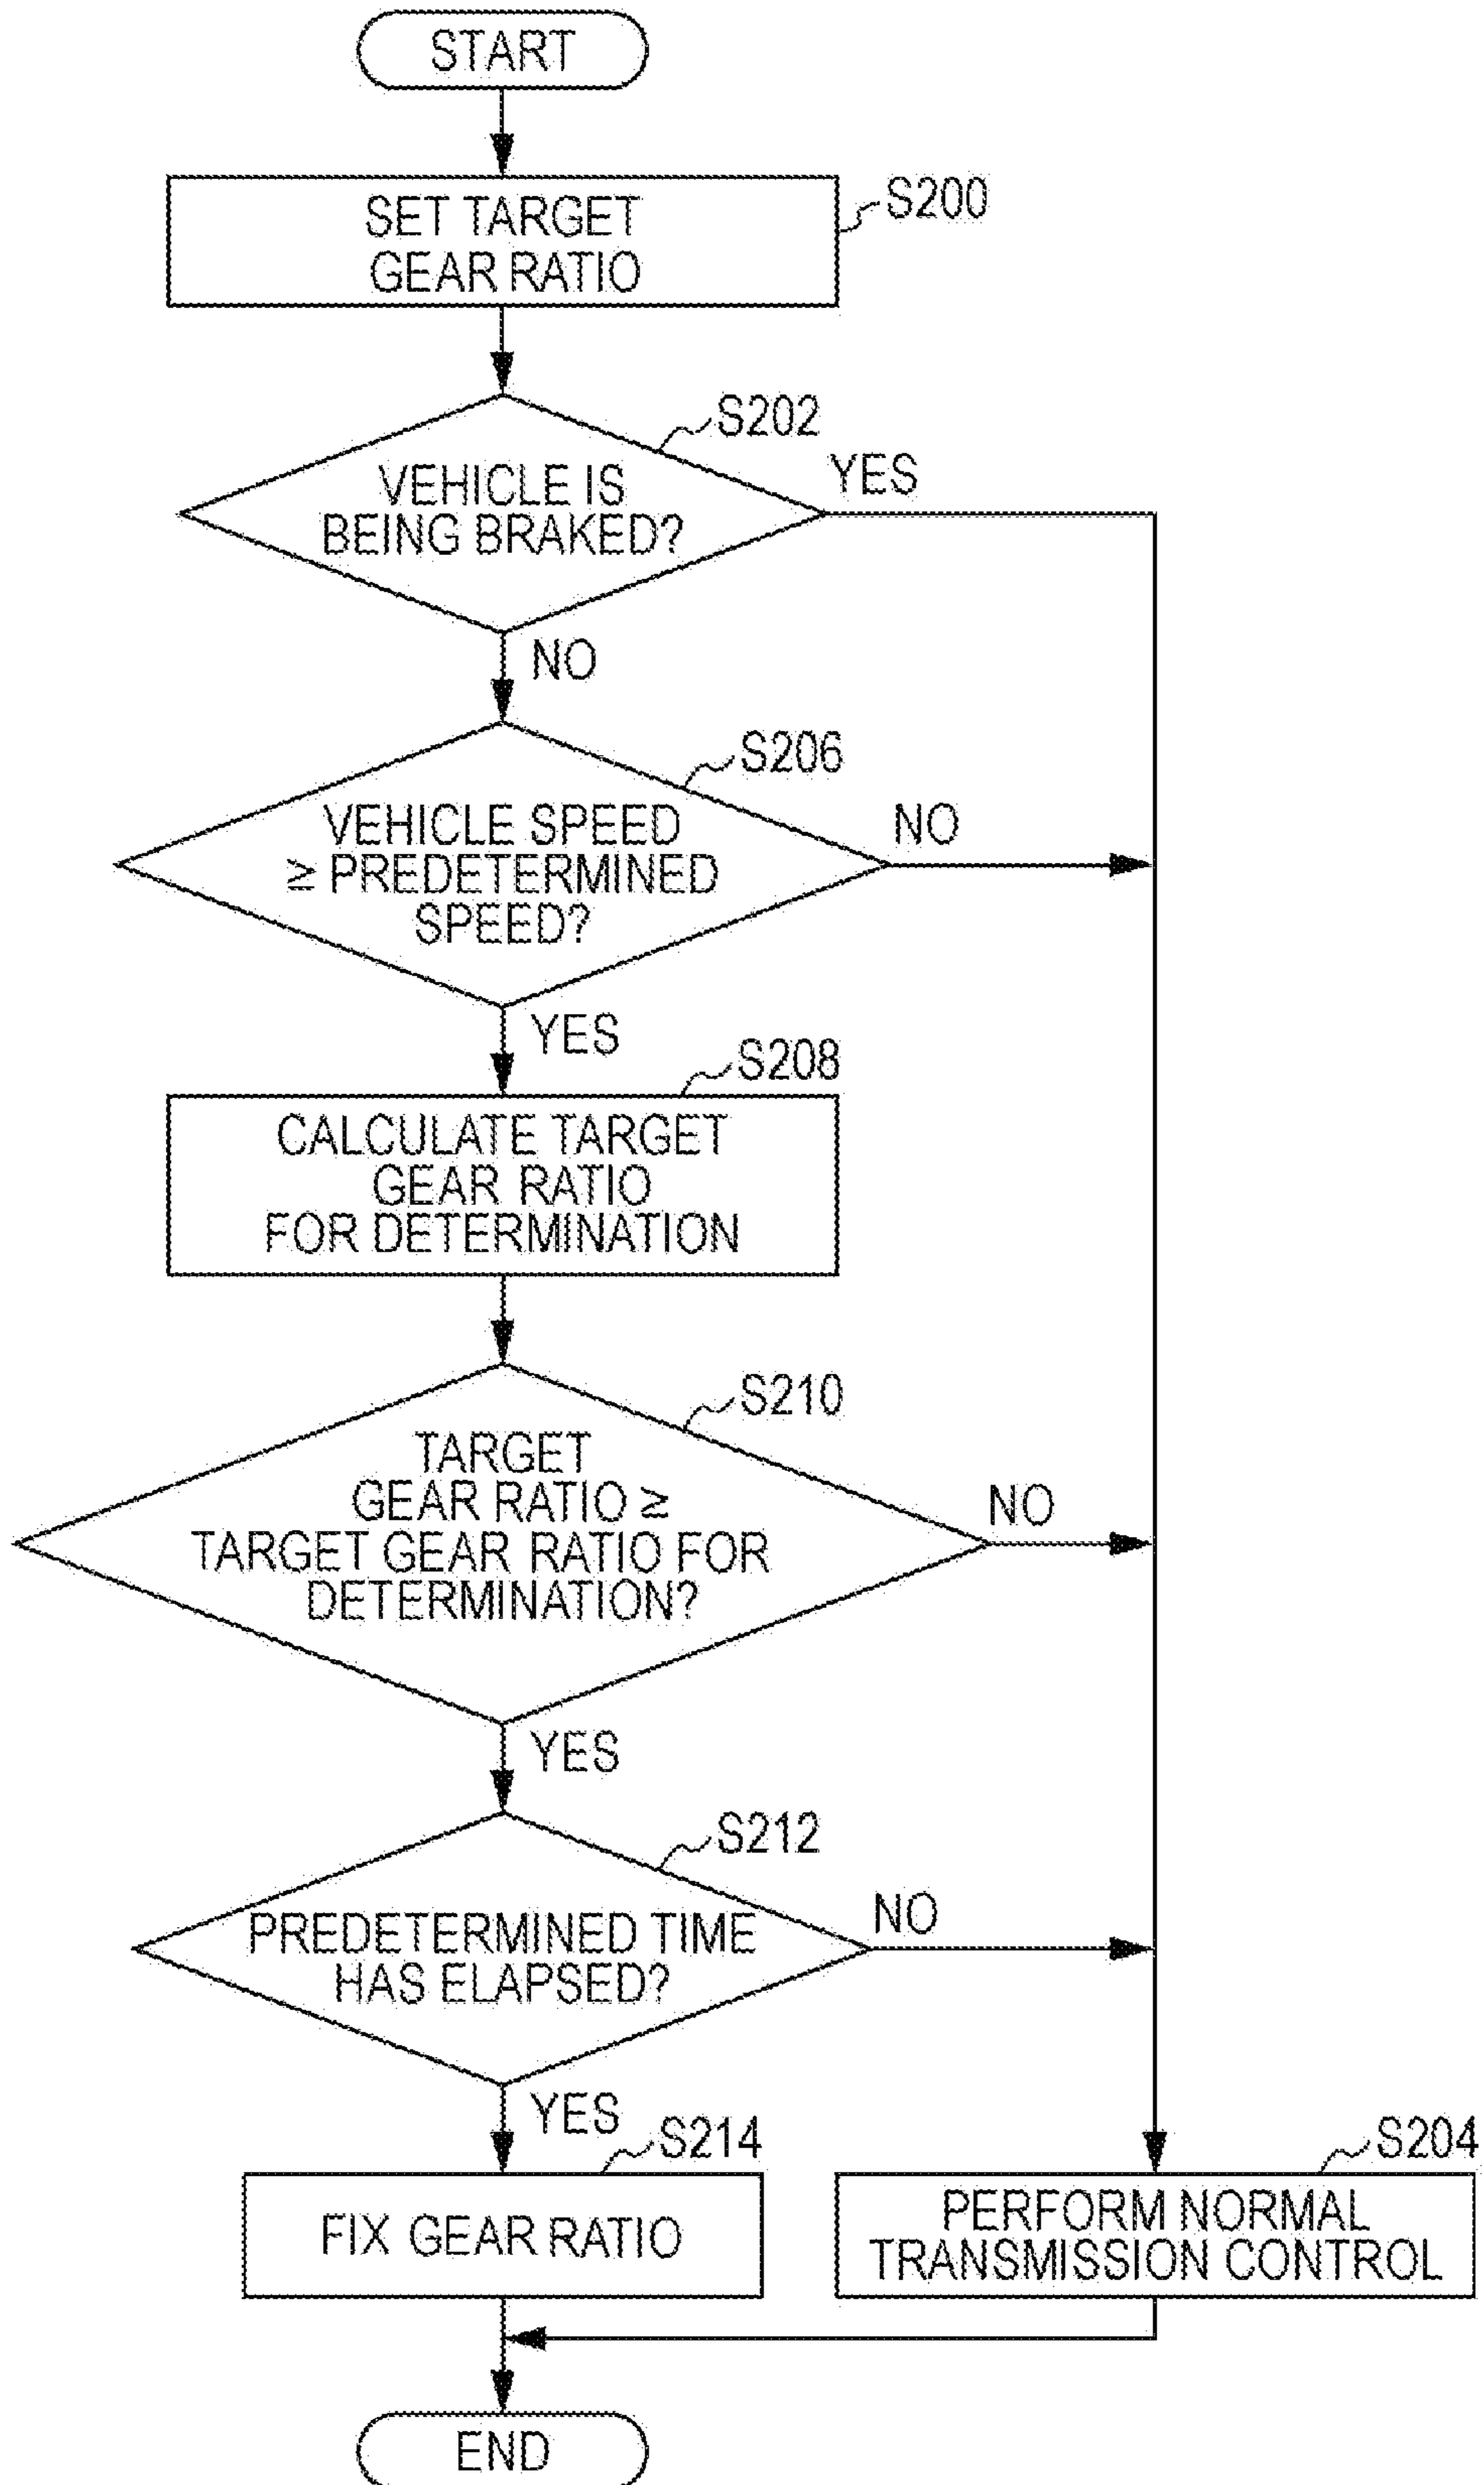 START
SET TARGET
GEAR RATIO
S200
S202
VEHICLE IS
BEING BRAKED?
YES
NO
S206
VEHICLE SPEED
≧ PREDETERMINED
SPEED?
NO
YES
S208
CALCULATE TARGET
GEAR RATIO
FOR DETERMINATION
S210
TARGET
GEAR RATIO ≧
TARGET GEAR RATIO FOR
DETERMINATION?
NO
YES
S212
PREDETERMINED TIME
HAS ELAPSED?
NO
YES
S214
FIX GEAR RATIO
S204
PERFORM NORMAL
TRANSMISSION CONTROL
END